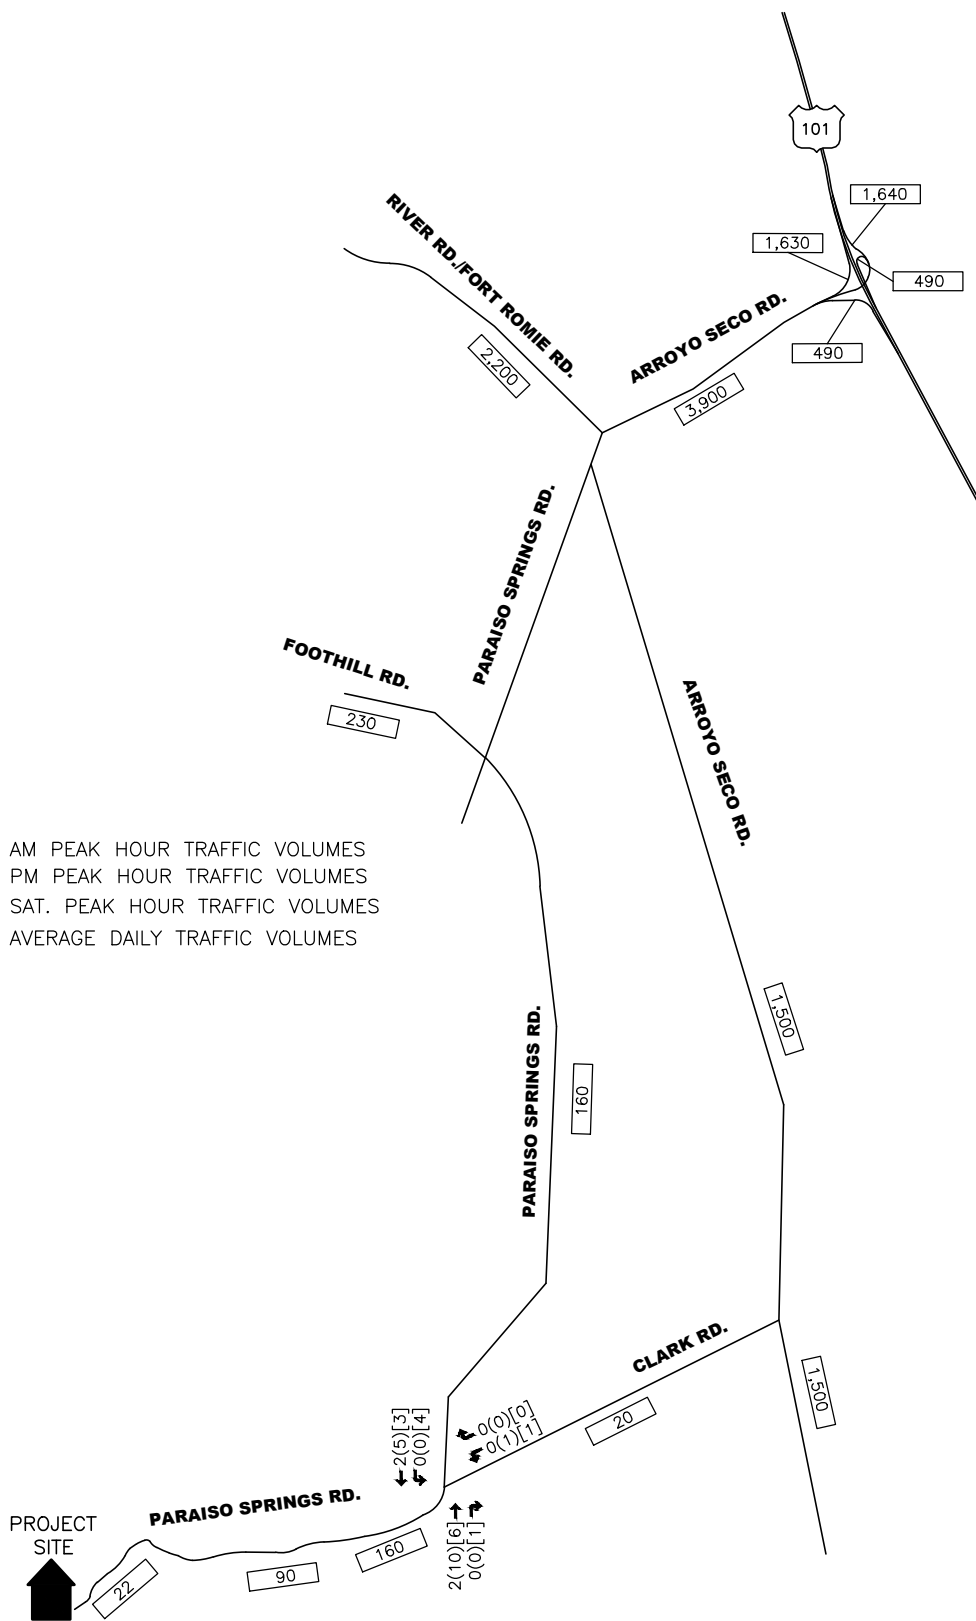 101
1,640
1,630
490
490
RIVER RD./FORT ROMIE RD.
2,200
ARROYO SECO RD.
3,900
PARAISO SPRINGS RD.
FOOTHILL RD.
230
ARROYO SECO RD.
AM PEAK HOUR TRAFFIC VOLUMES
PM PEAK HOUR TRAFFIC VOLUMES
SAT. PEAK HOUR TRAFFIC VOLUMES
AVERAGE DAILY TRAFFIC VOLUMES
1,500
PARAISO SPRINGS RD.
160
CLARK RD.
1,500
20
2(5)[3]
0(0)[4]
0(0)[0]
0(1)[1]
PARAISO SPRINGS RD.
2(10)[6]
0(0)[1]
PROJECT
SITE
160
90
22